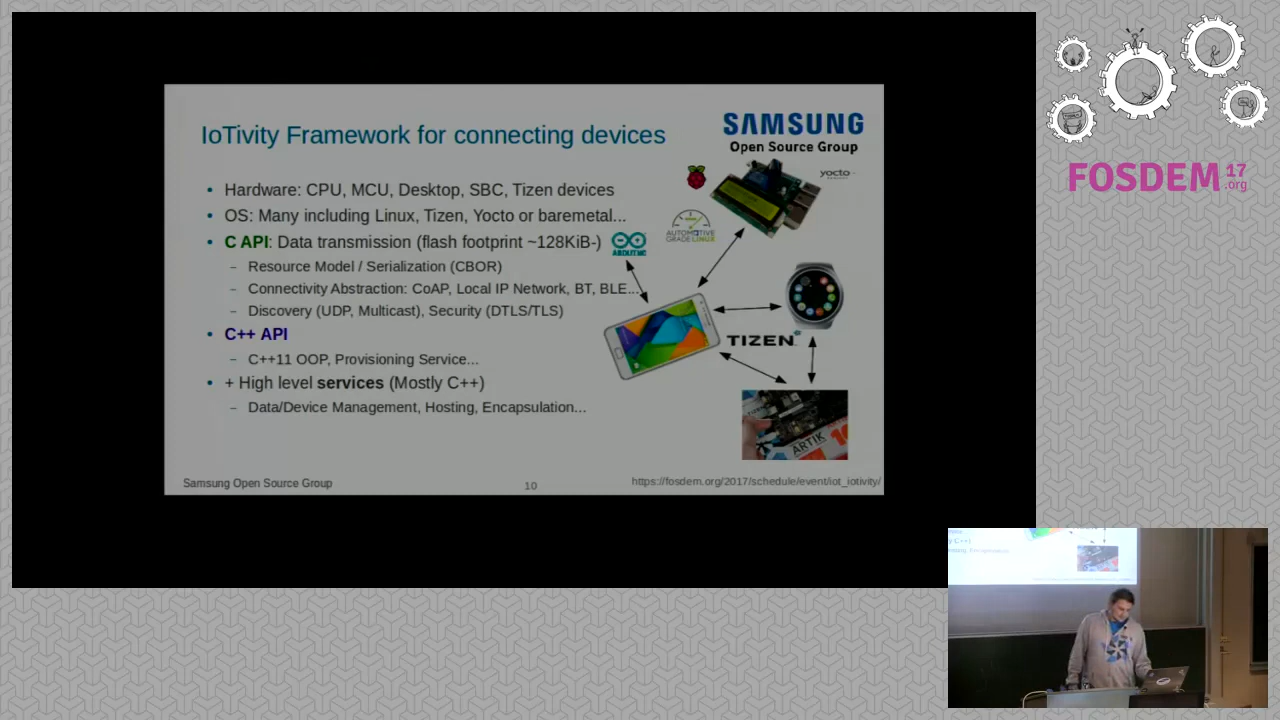 IoTivity Framework for connecting devices
SAMSUNG
Open Source Group
• Hardware: CPU, MCU, Desktop, SBC, Tizen devices
yocto
• OS: Many including Linux, Tizen, Yocto or baremetal...
AUTOMOTIVE
GRADE LINUX
• C API: Data transmission (flash footprint ~128KiB-)
ARDUINO
– Resource Model / Serialization (CBOR)
– Connectivity Abstraction: CoAP, Local IP Network, BT, BLE...
– Discovery (UDP, Multicast), Security (DTLS/TLS)
• C++ API
TIZEN
– C++11 OOP, Provisioning Service...
• + High level services (Mostly C++)
– Data/Device Management, Hosting, Encapsulation...
ARTIK
Samsung Open Source Group
10
https://fosdem.org/2017/schedule/event/iot_iotivity/
FOSDEM 17
.org